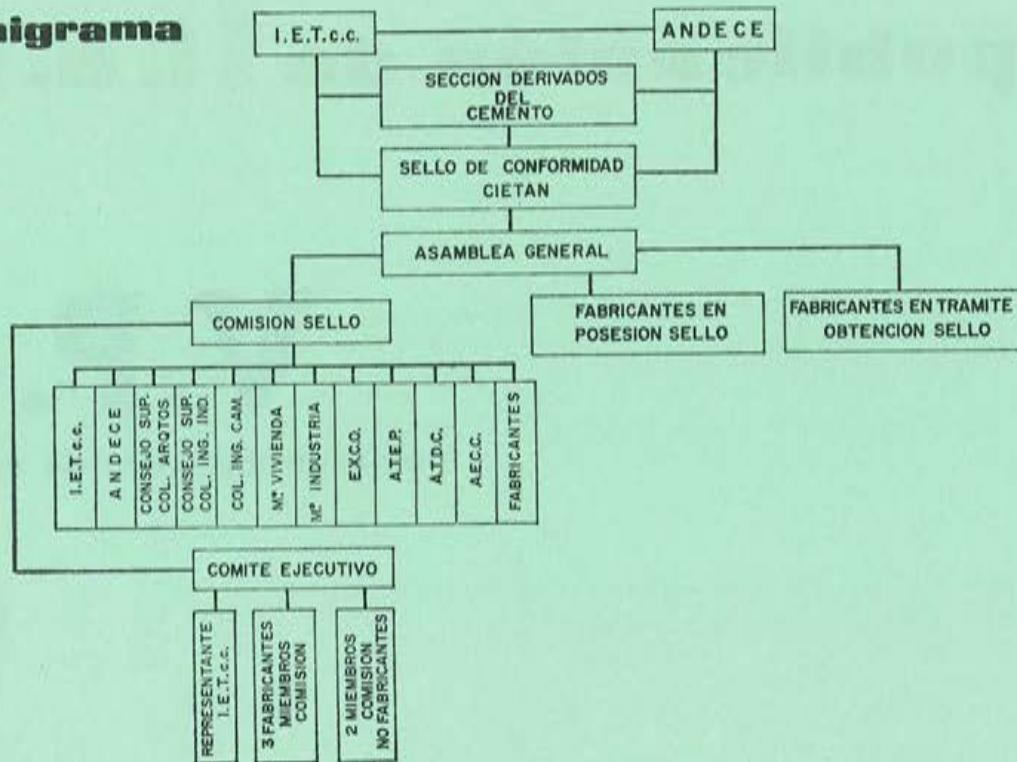 nigrama
I.E.T.c.c.
ANDECE
SECCION DERIVADOS
DEL
CEMENTO
SELLO DE CONFORMIDAD
CIETAN
ASAMBLEA GENERAL
COMISION SELLO
FABRICANTES EN
POSESION SELLO
FABRICANTES EN TRAMITE
OBTENCION SELLO
I.E.T.c.c.
ANDECE
CONSEJO SUP.
COL. ARQTOS
CONSEJO SUP.
COL. ING. IND.
COL. ING. CAM.
Mº VIVIENDA
Mº INDUSTRIA
EX.C.O.
A.T.E.P.
A.T.D.C.
A.E.C.C.
FABRICANTES
COMITE EJECUTIVO
REPRESENTANTE
I.E.T.c.c.
3 FABRICANTES
MIEMBROS
COMISION
2 MIEMBROS
COMISION
NO FABRICANTES